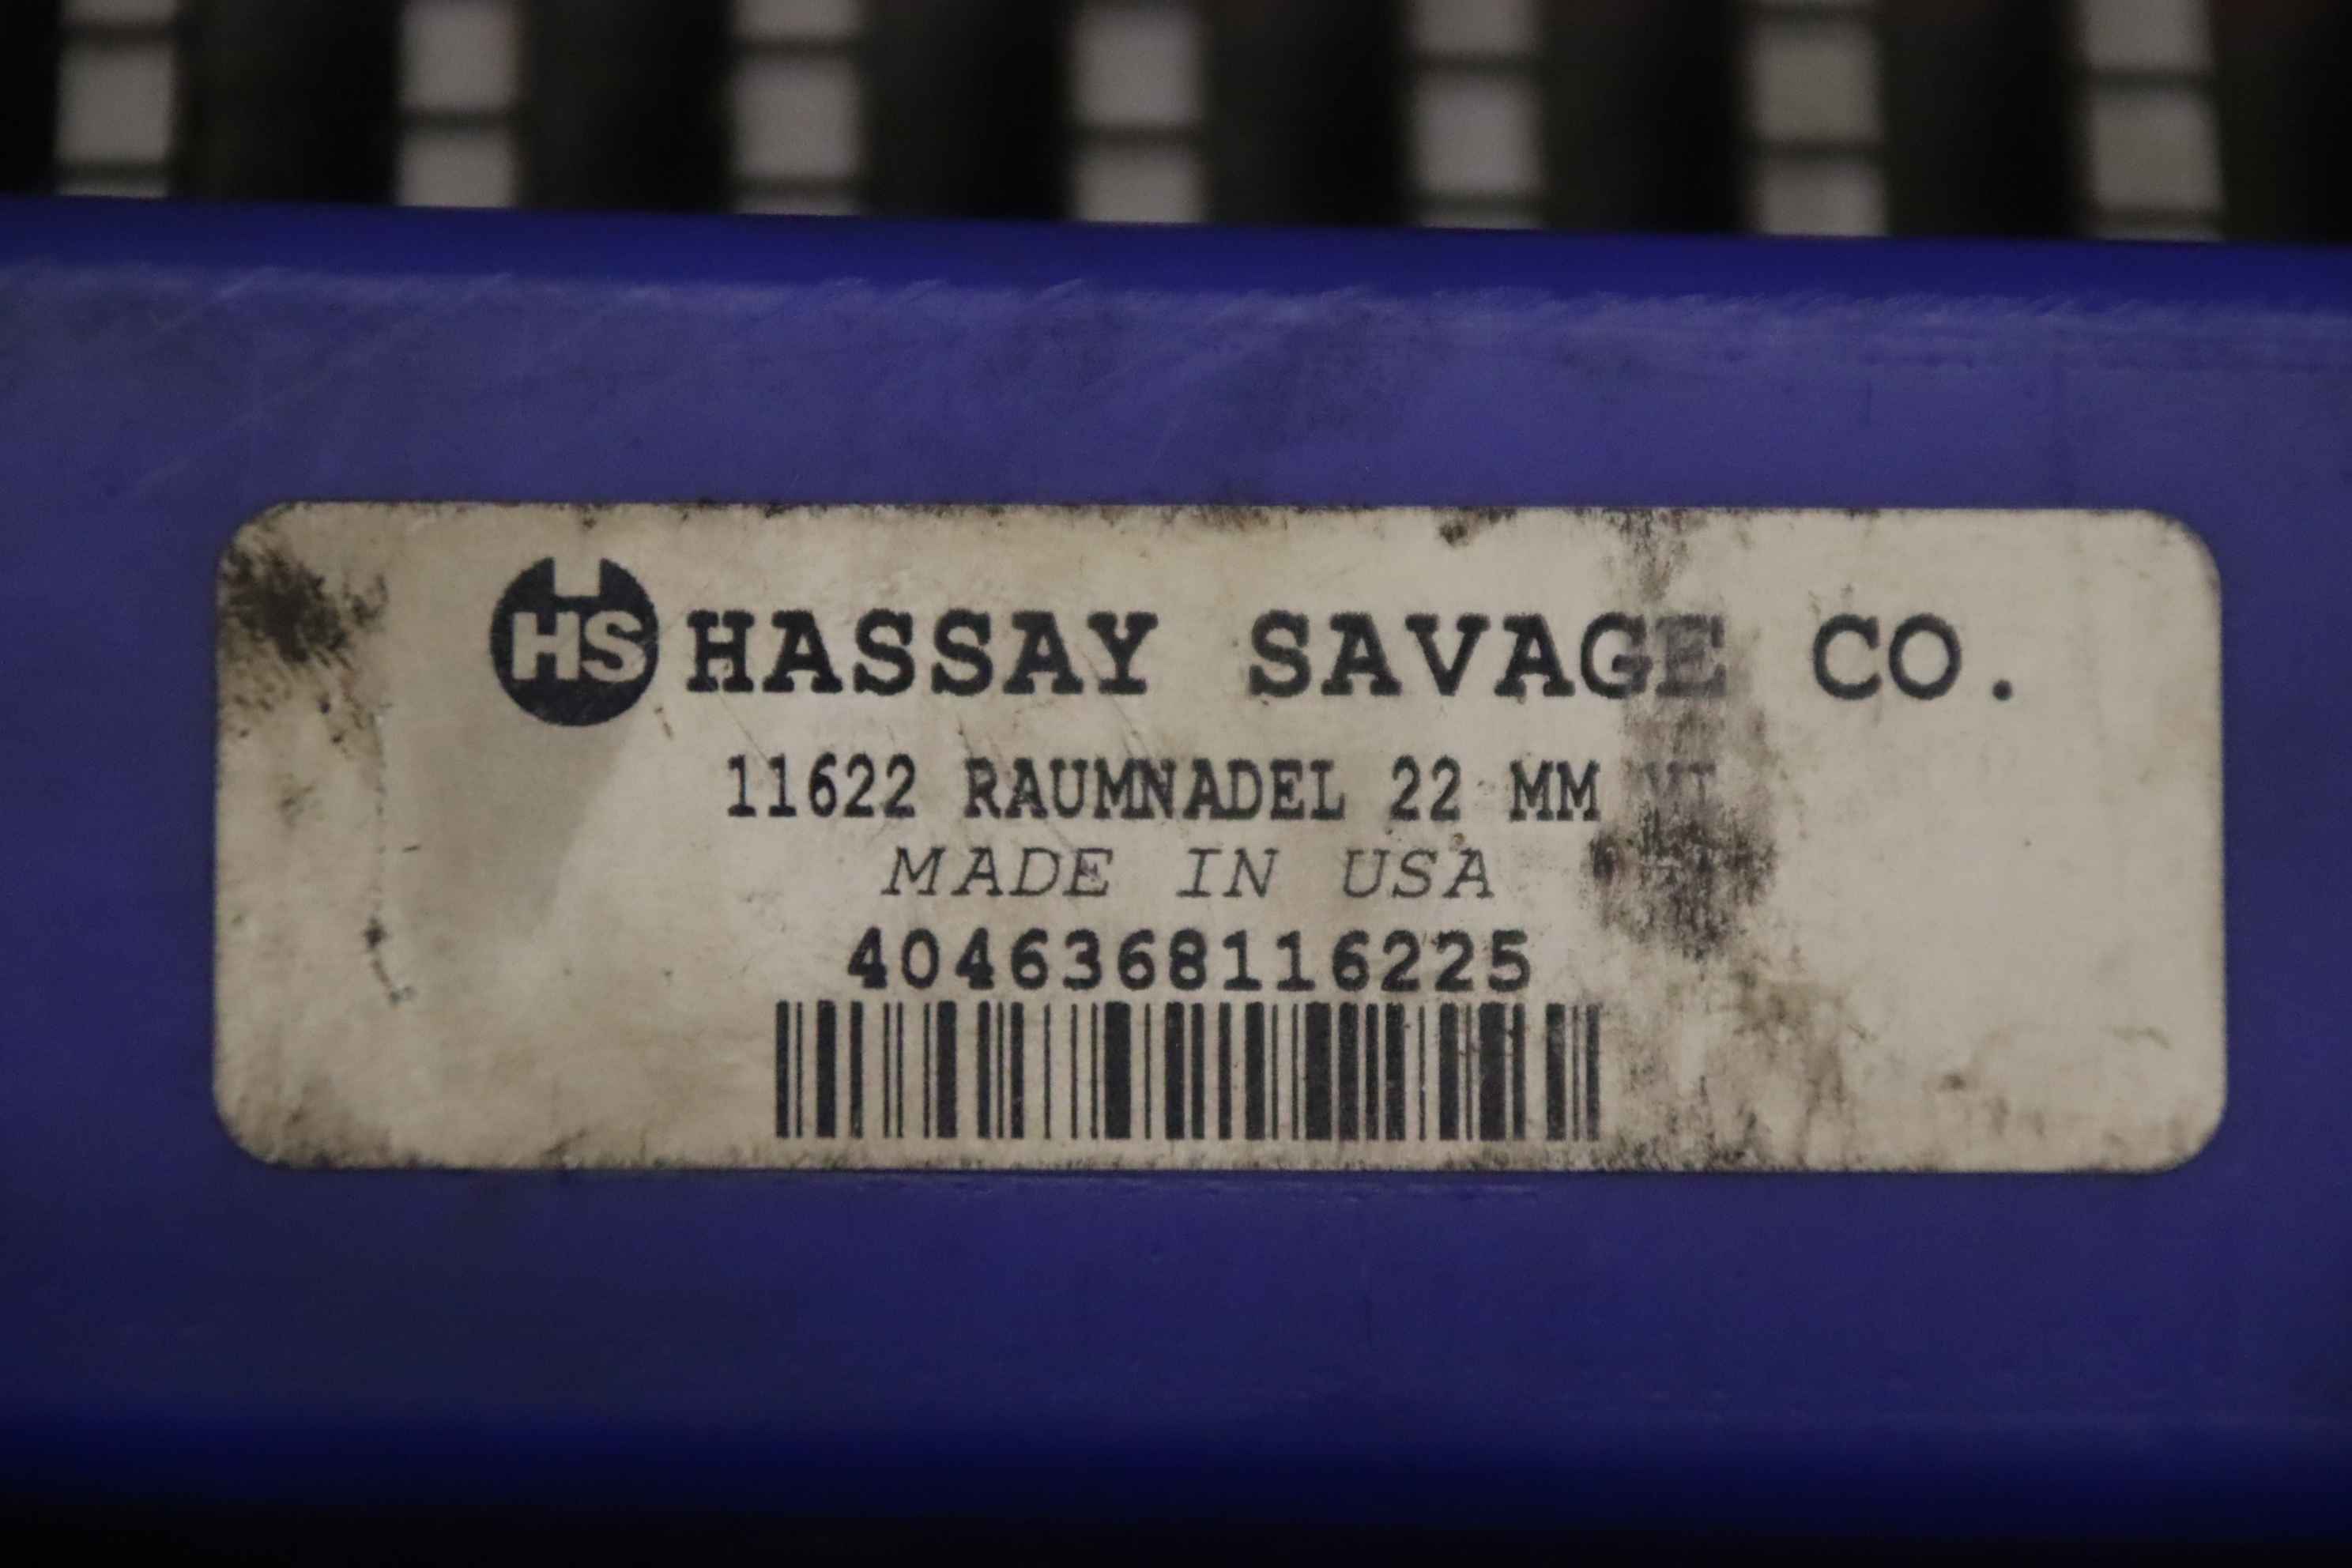 HS HASSAY SAVAGE CO.
11622 RAUMNADEL 22 MM
MADE IN USA
4046368116225